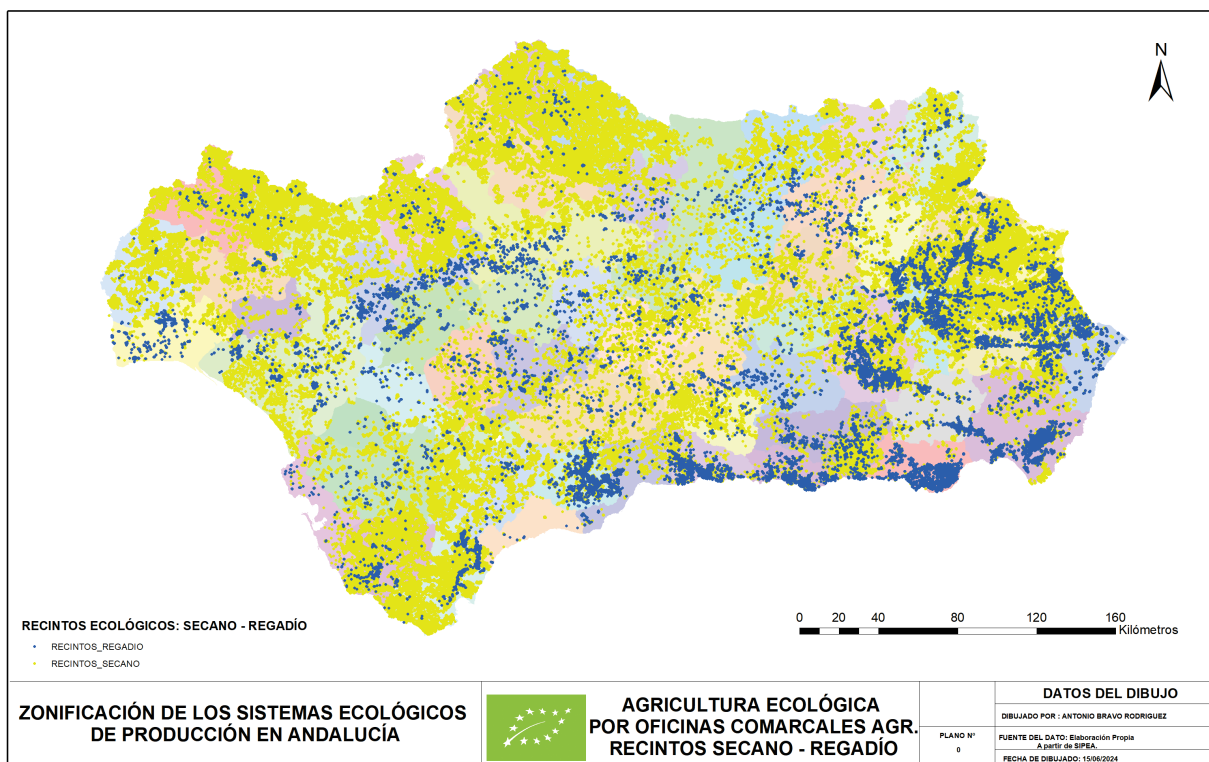 N
0 20 40 80 120 160
Kilómetros
RECINTOS ECOLÓGICOS: SECANO - REGADÍO
RECINTOS_REGADIO
RECINTOS_SECANO
ZONIFICACIÓN DE LOS SISTEMAS ECOLÓGICOS
DE PRODUCCIÓN EN ANDALUCÍA
AGRICULTURA ECOLÓGICA
POR OFICINAS COMARCALES AGR.
RECINTOS SECANO - REGADÍO
PLANO Nº
0
DATOS DEL DIBUJO
DIBUJADO POR : ANTONIO BRAVO RODRIGUEZ
FUENTE DEL DATO: Elaboración Propia
A partir de SIPEA.
FECHA DE DIBUJADO: 15/06/2024